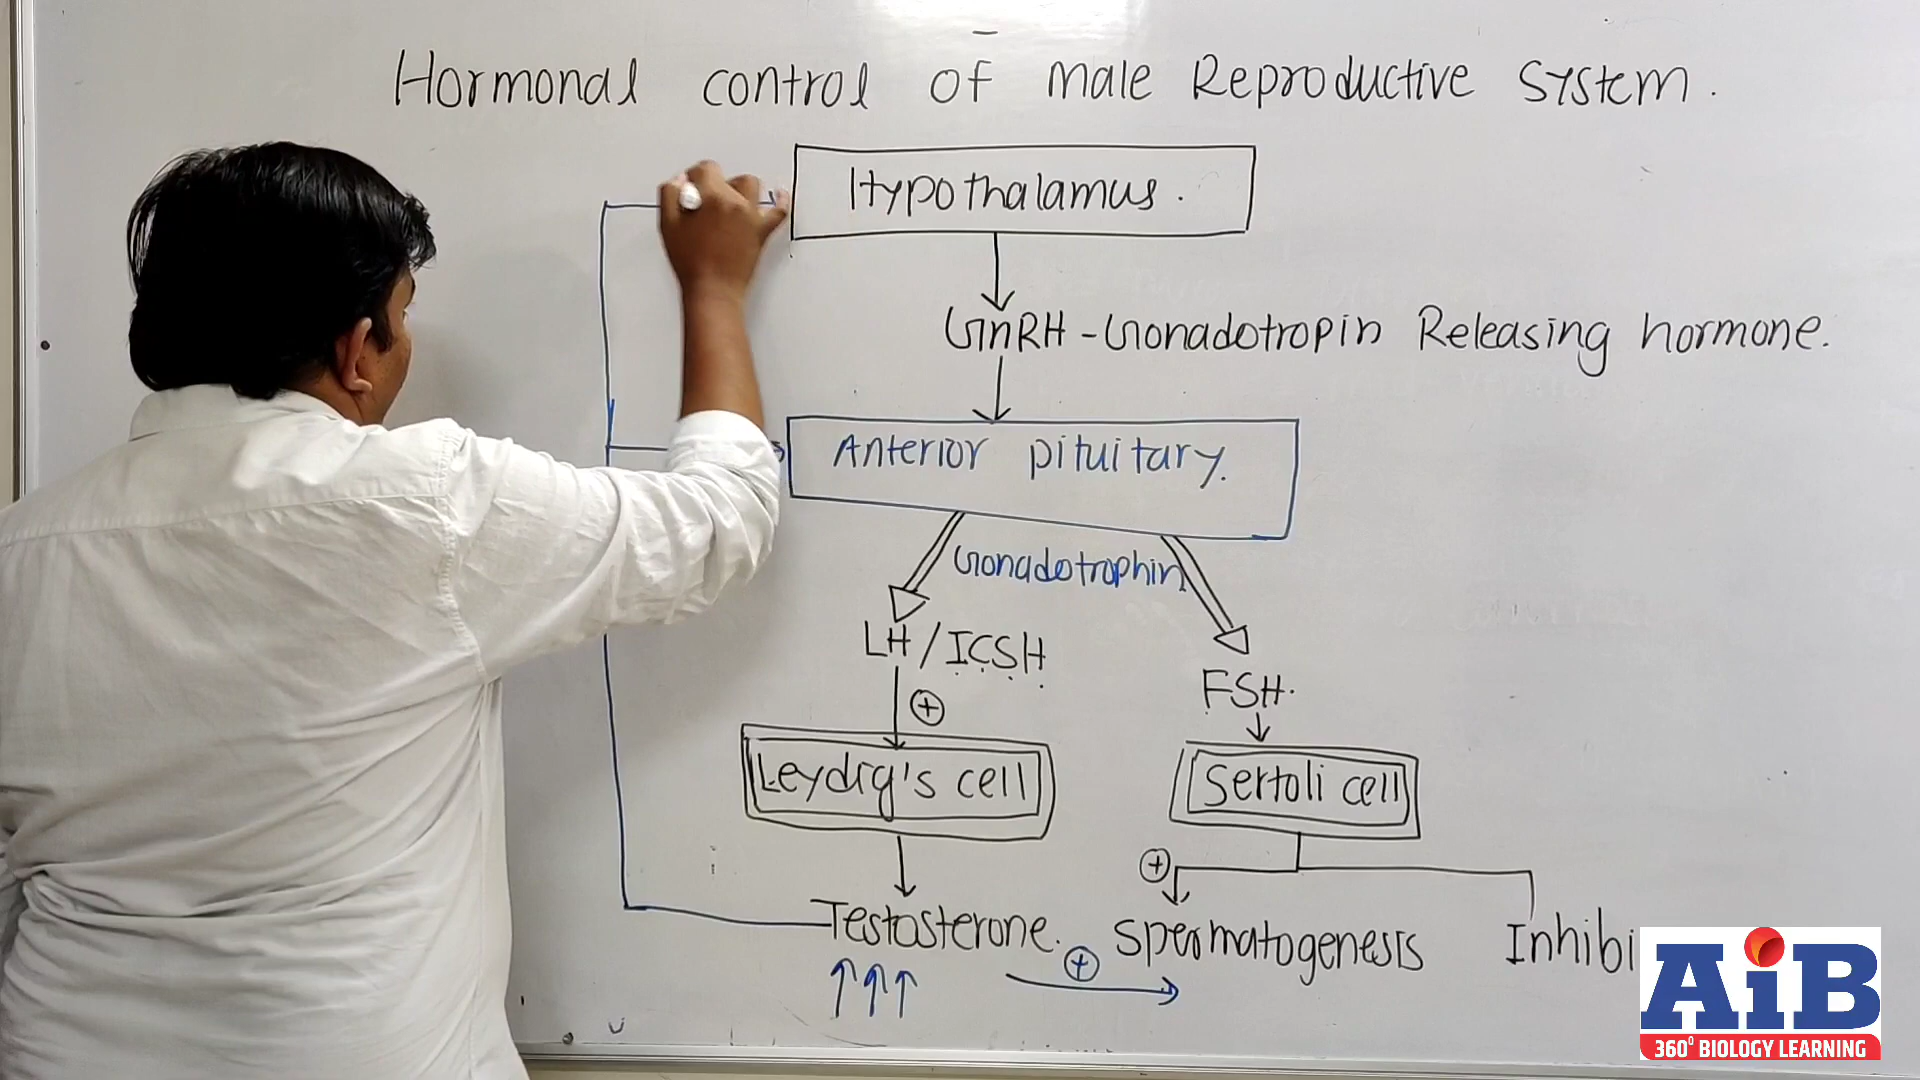 Hormonal control of male Reproductive system.
Hypothalamus.
GnRH - Gonadotropin Releasing hormone.
Anterior pituitary.
Gonadotrophin
LH / ICSH
FSH.
+
Leydig's cell
Sertoli cell
+
Testosterone.
+
Spermatogenesis
Inhibi
↑↑↑
AiB
360° BIOLOGY LEARNING